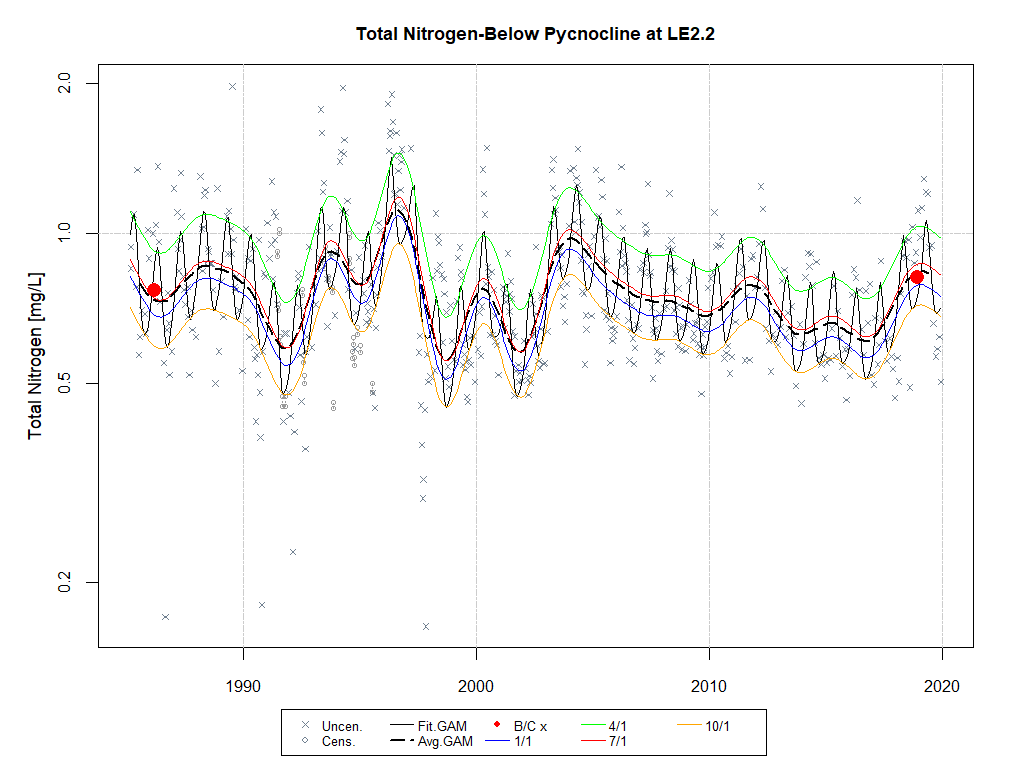 Total Nitrogen-Below Pycnocline at LE2.2
Total Nitrogen [mg/L]
2.0
1.0
0.5
0.2
1990 2000 2010 2020
Uncen. Fit.GAM B/C x 4/1 10/1
Cens. Avg.GAM 1/1 7/1